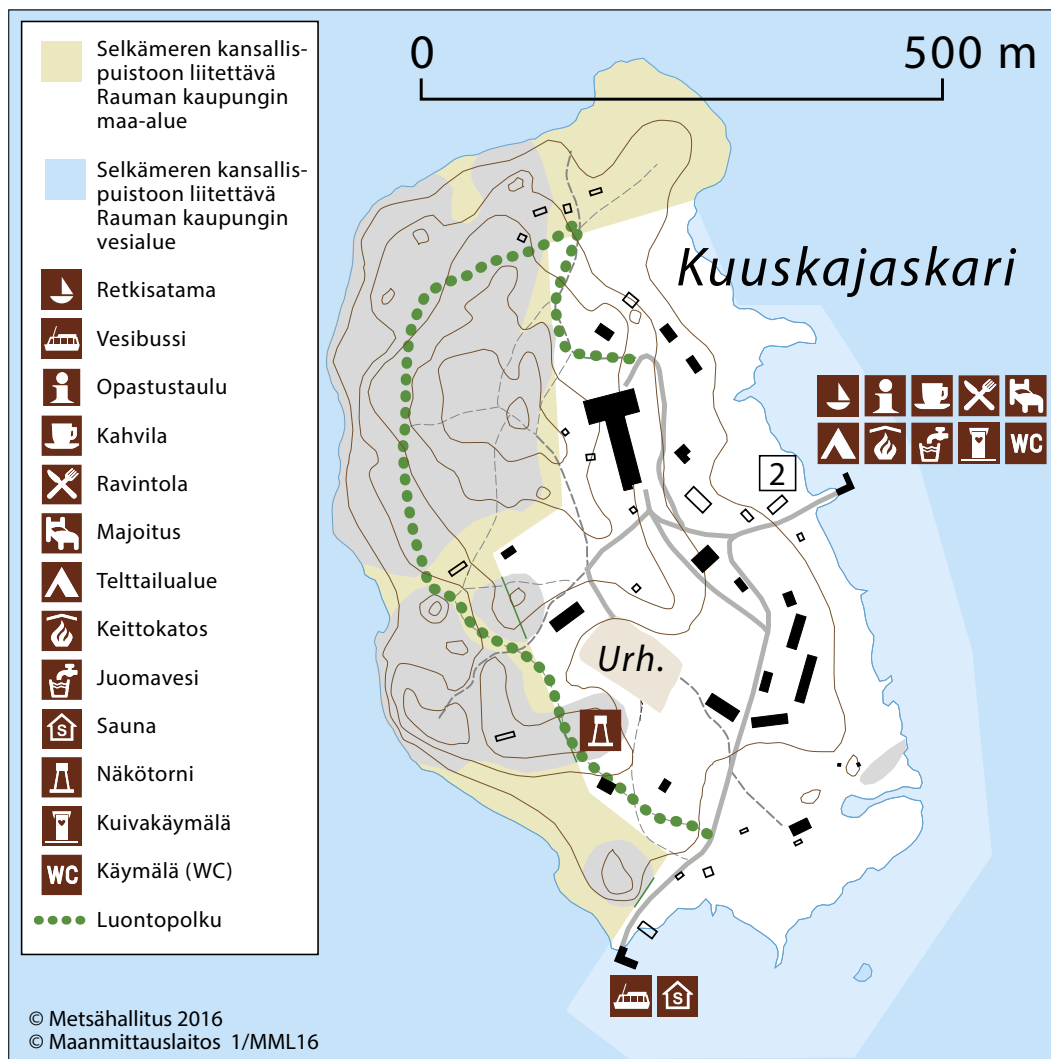 Selkämeren kansallis-
puistoon liitettävä
Rauman kaupungin
maa-alue
Selkämeren kansallis-
puistoon liitettävä
Rauman kaupungin
vesialue
Retkisatama
Vesibussi
Opastustaulu
Kahvila
Ravintola
Majoitus
Telttailualue
Keittokatos
Juomavesi
S
Sauna
Näkötorni
Kuivakäymälä
WC Käymälä (WC)
Luontopolku
© Metsähallitus 2016
© Maanmittauslaitos 1/MML16
0 500 m
Kuuskajaskari
WC
2
Urh.
S